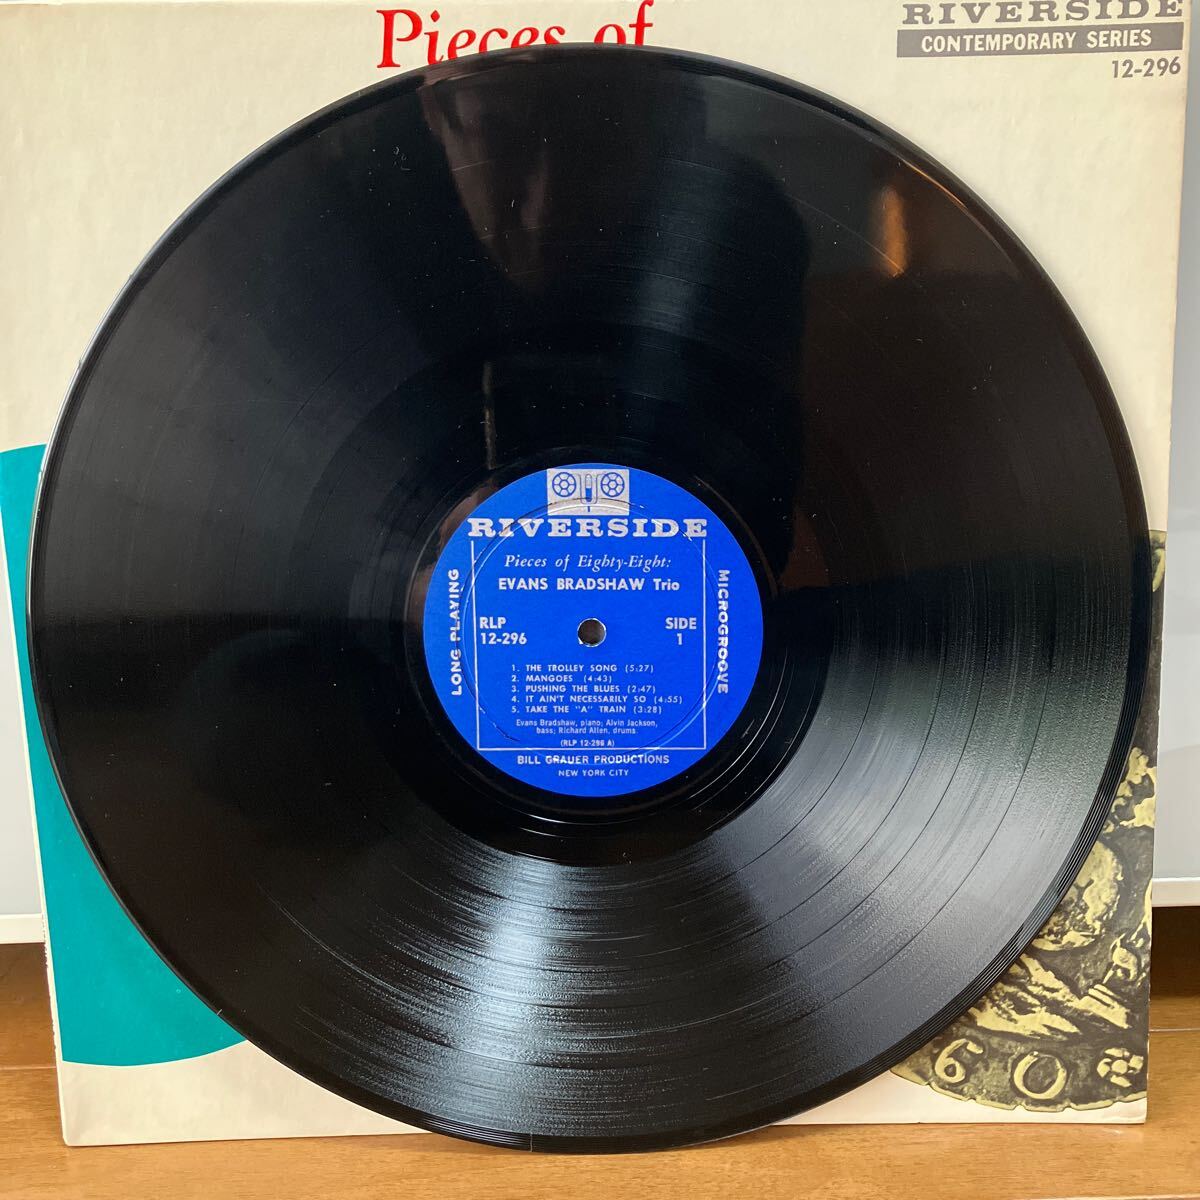 Pieces of
RIVERSIDE
CONTEMPORARY SERIES
12-296
RIVERSIDE
Pieces of Eighty-Eight:
EVANS BRADSHAW Trio
LONG PLAYING
MICROGROOVE
RLP
12-296
SIDE
1
1. THE TROLLEY SONG (5:27)
2. MANGOES (4:43)
3. PUSHING THE BLUES (2:47)
4. IT AIN'T NECESSARILY SO (4:55)
5. TAKE THE "A" TRAIN (3:28)
Evans Bradshaw, piano; Alvin Jackson,
bass; Richard Allen, drums.
(RLP 12-296 A)
BILL GRAUER PRODUCTIONS
NEW YORK CITY
60